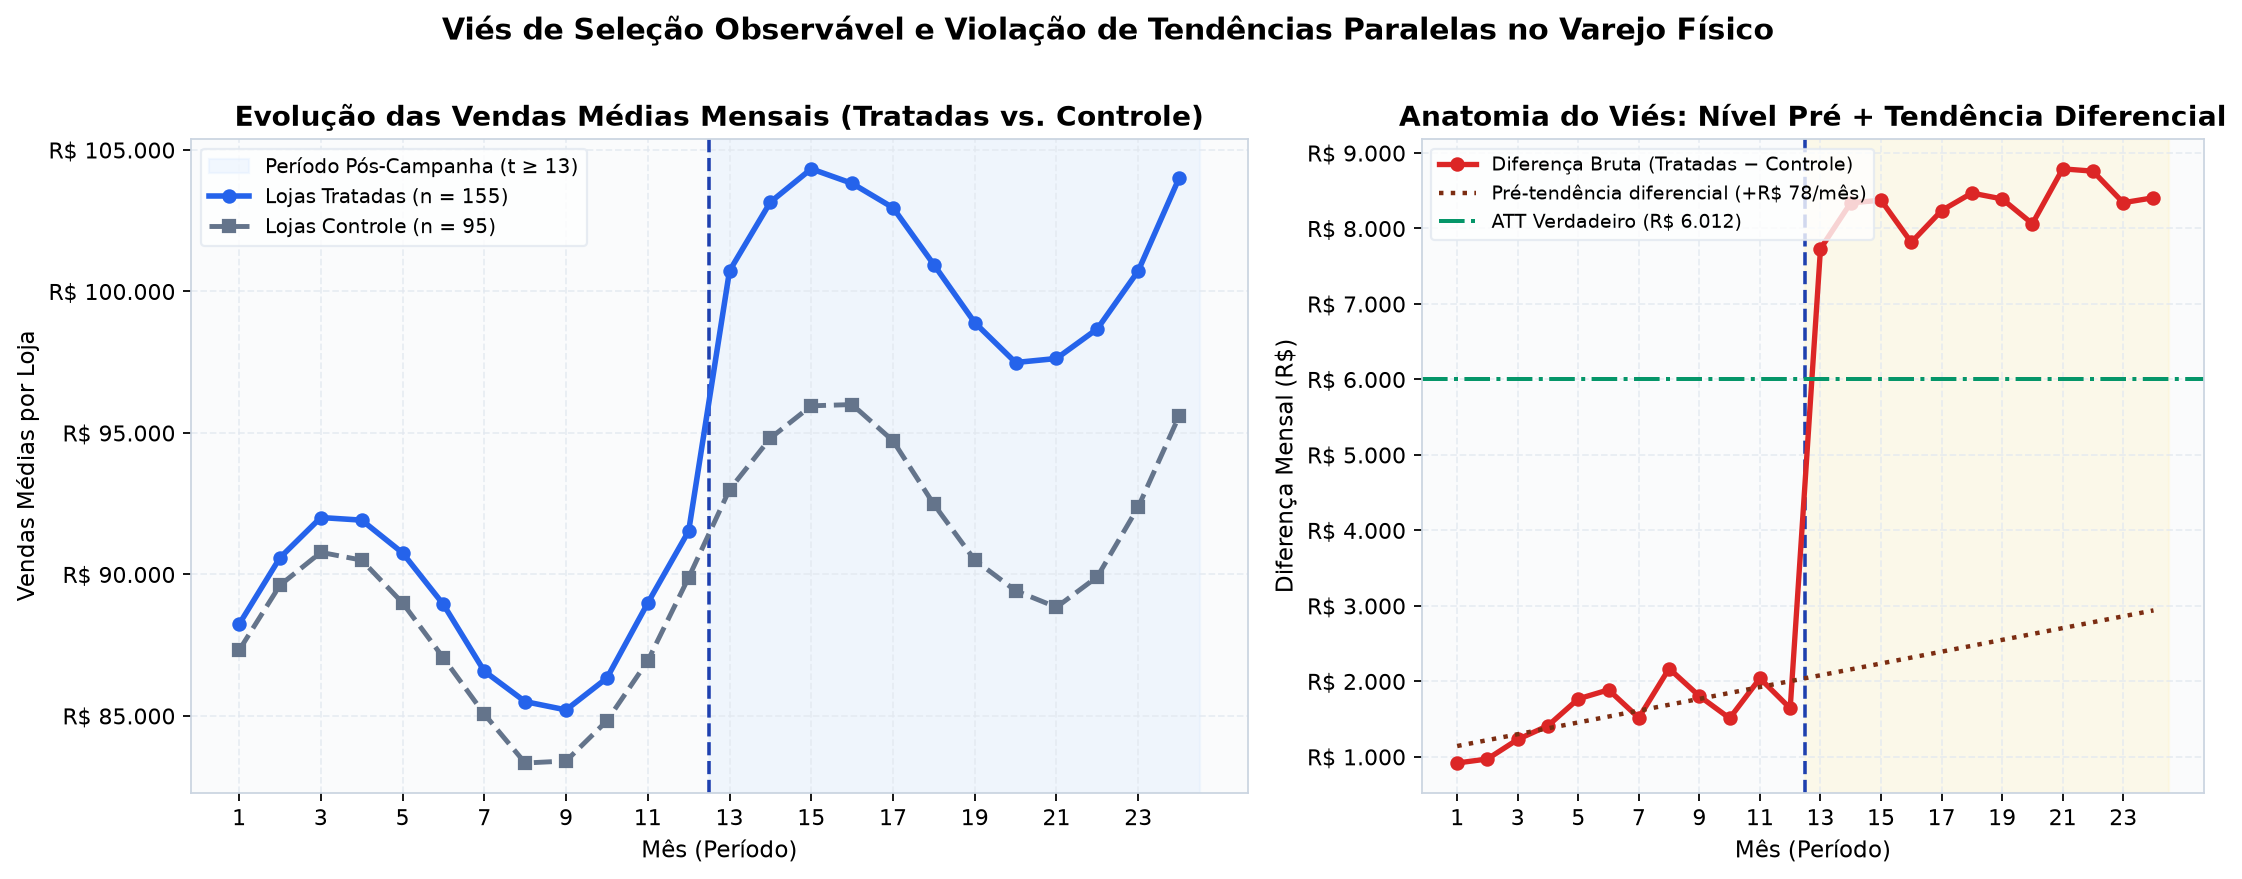 Viés de Seleção Observável e Violação de Tendências Paralelas no Varejo Físico
Evolução das Vendas Médias Mensais (Tratadas vs. Controle)
Vendas Médias por Loja
R$ 105.000
R$ 100.000
R$ 95.000
R$ 90.000
R$ 85.000
Período Pós-Campanha (t ≥ 13)
Lojas Tratadas (n = 155)
Lojas Controle (n = 95)
1 3 5 7 9 11 13 15 17 19 21 23
Mês (Período)
Anatomia do Viés: Nível Pré + Tendência Diferencial
Diferença Mensal (R$)
R$ 9.000
R$ 8.000
R$ 7.000
R$ 6.000
R$ 5.000
R$ 4.000
R$ 3.000
R$ 2.000
R$ 1.000
Diferença Bruta (Tratadas − Controle)
Pré-tendência diferencial (+R$ 78/mês)
ATT Verdadeiro (R$ 6.012)
1 3 5 7 9 11 13 15 17 19 21 23
Mês (Período)